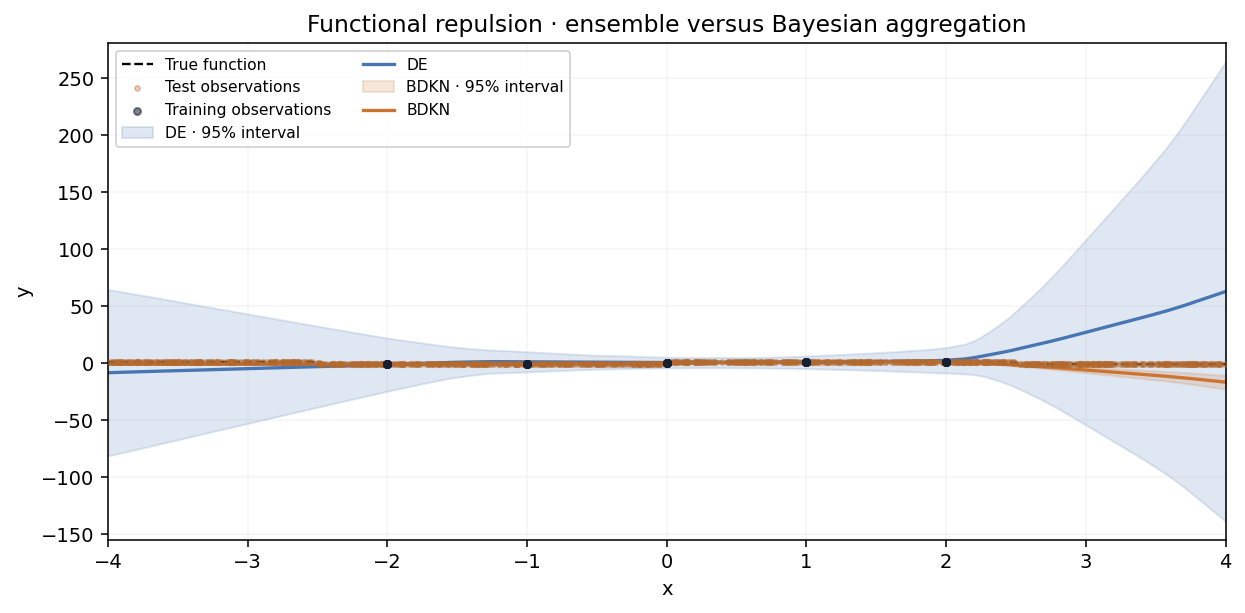 Functional repulsion · ensemble versus Bayesian aggregation
True function
Test observations
Training observations
DE · 95% interval
DE
BDKN · 95% interval
BDKN
250
200
150
100
50
0
−50
−100
−150
y
−4
−3
−2
−1
0
1
2
3
4
x